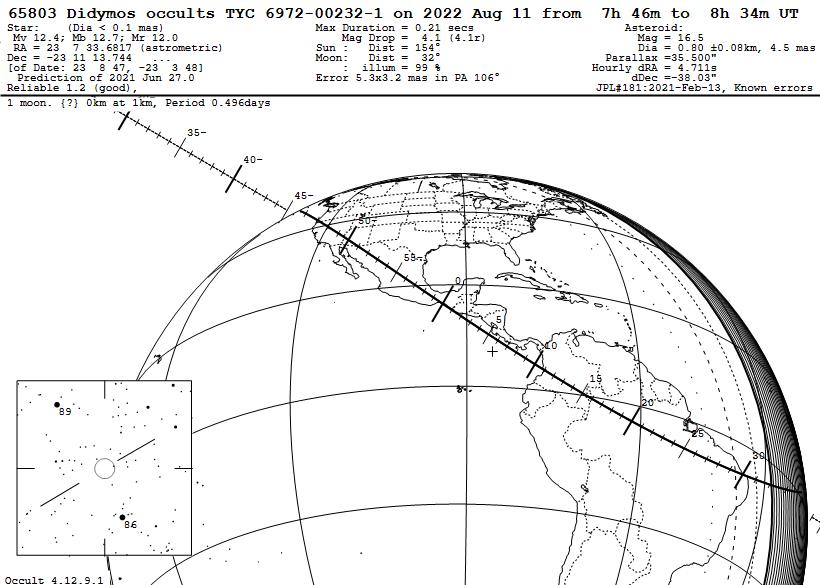 65803 Didymos occults TYC 6972-00232-1 on 2022 Aug 11 from  7h 46m to  8h 34m UT
Star:    (Dia < 0.1 mas)
Mv 12.4; Mb 12.7; Mr 12.0
RA = 23  7 33.6817 (astrometric)
Dec = -23 11 13.744   ...
[of Date: 23  8 47, -23  3 48]
Prediction of 2021 Jun 27.0
Reliable 1.2 (good),
Max Duration = 0.21 secs
Mag Drop =  4.1 (4.1r)
Sun :   Dist = 154°
Moon:   Dist =  32°
:  illum = 99 %
Error 5.3x3.2 mas in PA 106°
Asteroid:
Mag = 16.5
Dia = 0.80 ±0.08km, 4.5 mas
Parallax =35.500"
Hourly dRA = 4.711s
dDec =-38.03"
JPL#181:2021-Feb-13, Known errors
1 moon. {?} 0km at 1km, Period 0.496days
35-
40-
45-
50-
55-
0
5
10
15
20
25
30
89
86
Occult 4.12.9.1